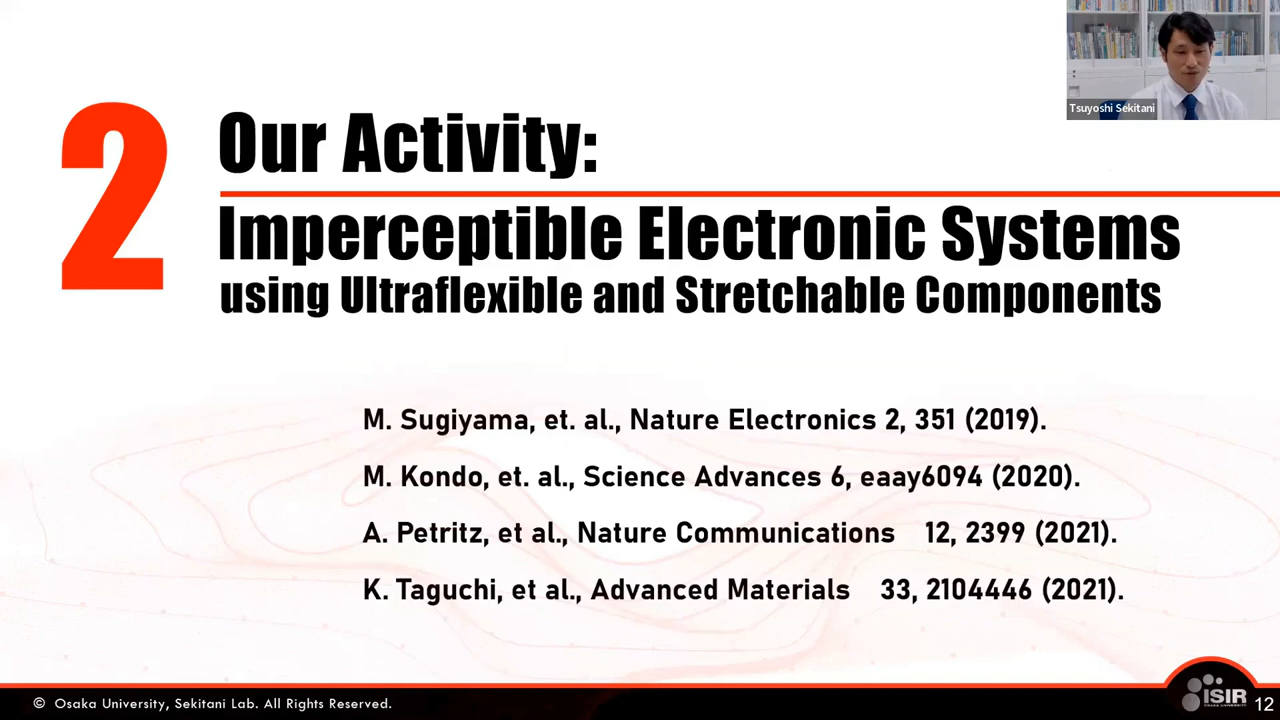 Tsuyoshi Sekitani
2
Our Activity:
Imperceptible Electronic Systems
using Ultraflexible and Stretchable Components
M. Sugiyama, et. al., Nature Electronics 2, 351 (2019).
M. Kondo, et. al., Science Advances 6, eaay6094 (2020).
A. Petritz, et al., Nature Communications 12, 2399 (2021).
K. Taguchi, et al., Advanced Materials 33, 2104446 (2021).
© Osaka University, Sekitani Lab. All Rights Reserved.
ISIR
OSAKA UNIVERSITY
12